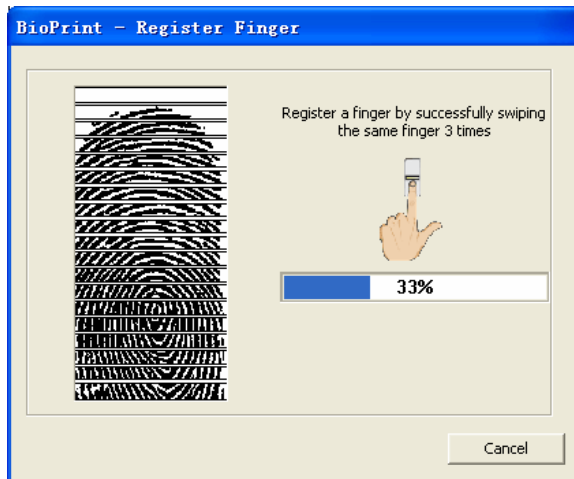 BioPrint - Register Finger
Register a finger by successfully swiping
the same finger 3 times
33%
Cancel